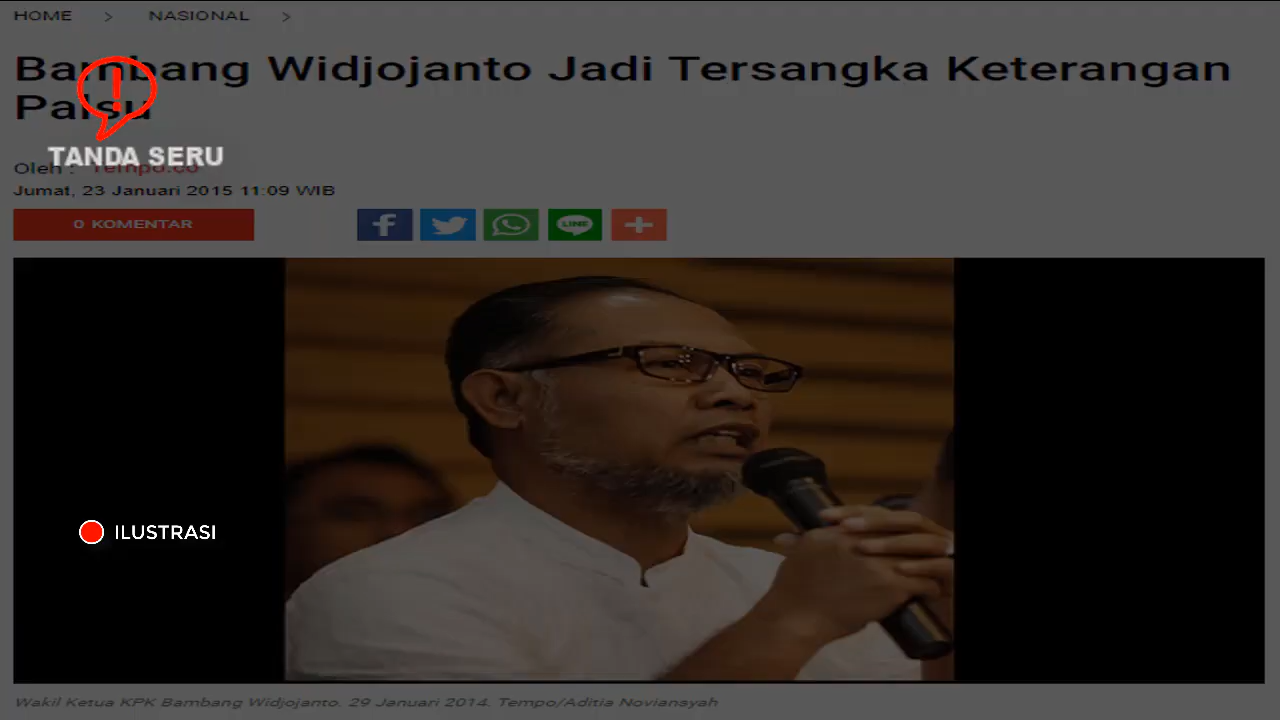 HOME > NASIONAL >
Bambang Widjojanto Jadi Tersangka Keterangan
Palsu
TANDA SERU
Oleh : Tempo.co
Jumat, 23 Januari 2015 11:09 WIB
0 KOMENTAR
LINE
ILUSTRASI
Wakil Ketua KPK Bambang Widjojanto. 29 Januari 2014. Tempo/Aditia Noviansyah